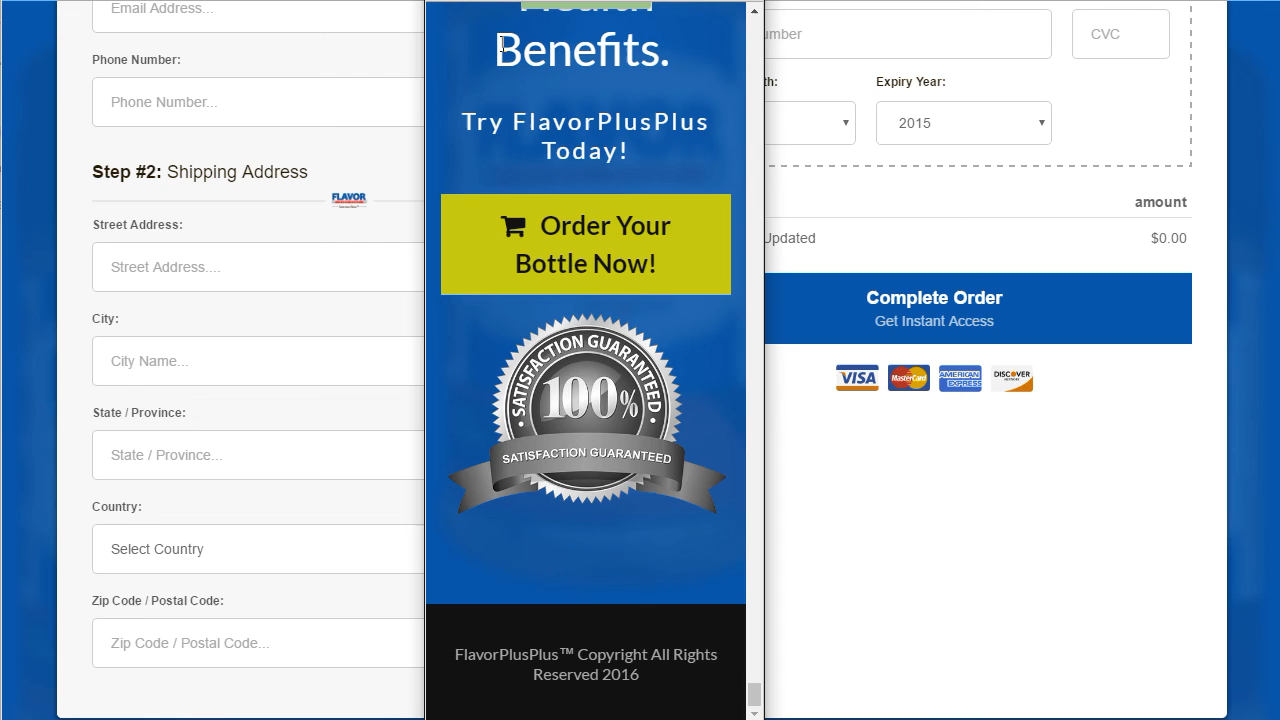 Email Address...
Phone Number:
Phone Number...
Step #2: Shipping Address
FLAVOR
Street Address:
Street Address....
City:
City Name...
State / Province:
State / Province...
Country:
Select Country
Zip Code / Postal Code:
Zip Code / Postal Code...
Health
Benefits.
Try FlavorPlusPlus
Today!
Order Your
Bottle Now!
SATISFACTION GUARANTEED
100%
SATISFACTION GUARANTEED
FlavorPlusPlus™ Copyright All Rights
Reserved 2016
CVC
Expiry Year:
2015
amount
Updated
$0.00
Complete Order
Get Instant Access
VISA
MasterCard
AMERICAN
EXPRESS
DISCOVER
NETWORK